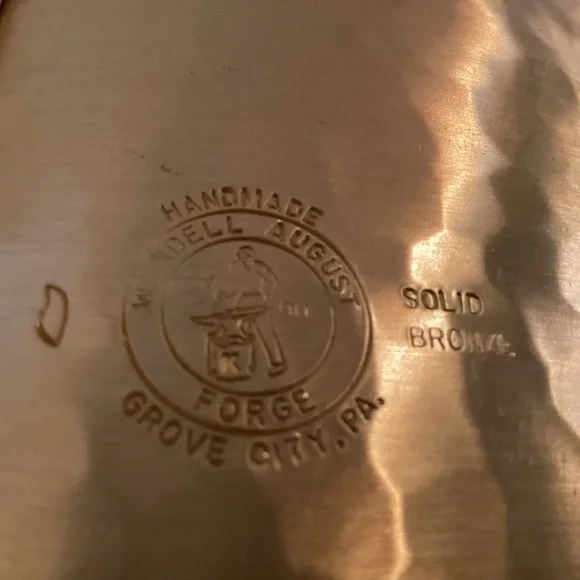 HANDMADE
WENDELL AUGUST
FORGE
GROVE CITY, PA.
SOLID
BRONZE